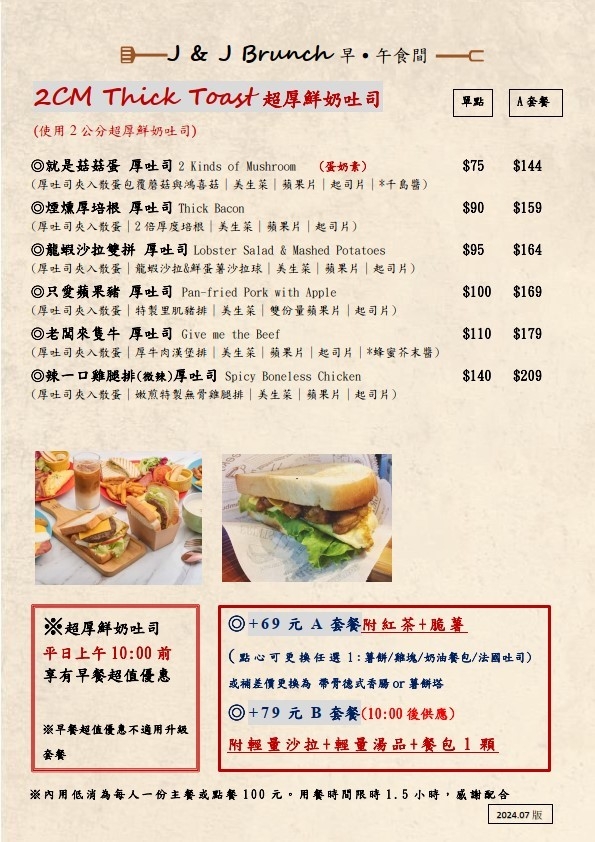 J & J Brunch 早•午食間
2CM Thick Toast 超厚鮮奶吐司 單點 A 套餐
(使用 2 公分超厚鮮奶吐司)
◎就是菇菇蛋 厚吐司 2 Kinds of Mushroom (蛋奶素) $75 $144
(厚吐司夾入散蛋包覆蘑菇與鴻喜菇｜美生菜｜蘋果片｜起司片｜*千島醬)
◎煙燻厚培根 厚吐司 Thick Bacon $90 $159
(厚吐司夾入散蛋｜2 倍厚度培根｜美生菜｜蘋果片｜起司片)
◎龍蝦沙拉雙拼 厚吐司 Lobster Salad & Mashed Potatoes $95 $164
(厚吐司夾入散蛋｜龍蝦沙拉&鮮蛋薯沙拉球｜美生菜｜蘋果片｜起司片)
◎只愛蘋果豬 厚吐司 Pan-fried Pork with Apple $100 $169
(厚吐司夾入散蛋｜特製里肌豬排｜美生菜｜雙份量蘋果片｜起司片)
◎老闆來隻牛 厚吐司 Give me the Beef $110 $179
(厚吐司夾入散蛋｜厚牛肉漢堡排｜美生菜｜蘋果片｜起司片｜*蜂蜜芥末醬)
◎辣一口雞腿排(微辣)厚吐司 Spicy Boneless Chicken $140 $209
(厚吐司夾入散蛋｜嫩煎特製無骨雞腿排｜美生菜｜蘋果片｜起司片)
※超厚鮮奶吐司
平日上午 10:00 前
享有早餐超值優惠
※早餐超值優惠不適用升級
套餐
◎+69 元 A 套餐附紅茶+脆薯
(點心可更換任選 1:薯餅/雞塊/奶油餐包/法國吐司)
或補差價更換為 帶骨德式香腸 or 薯餅塔
◎+79 元 B 套餐(10:00 後供應)
附輕量沙拉+輕量湯品+餐包 1 顆
※內用低消為每人一份主餐或點餐 100 元。用餐時間限時 1.5 小時，感謝配合
2024.07 版